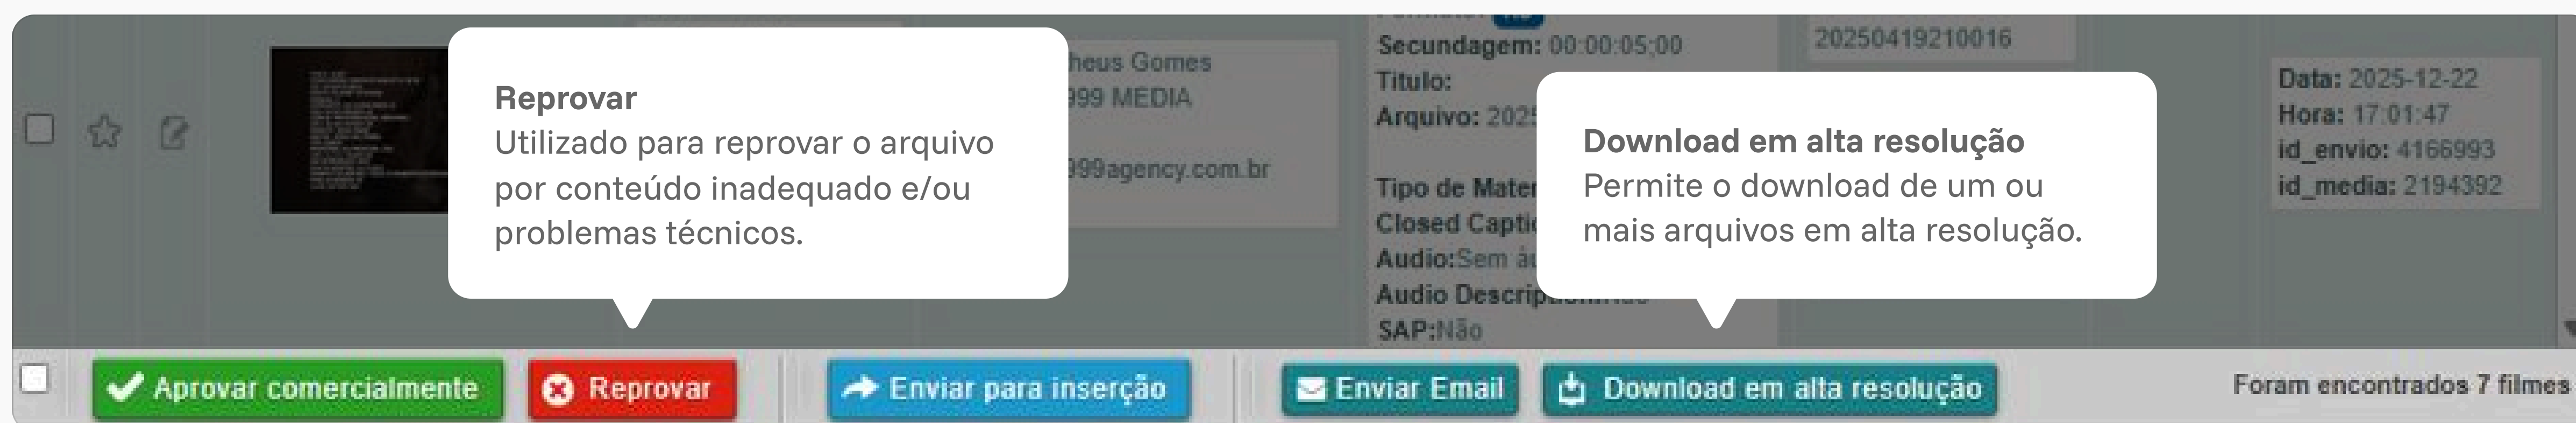 Reprovar
Utilizado para reprovar o arquivo
por conteúdo inadequado e/ou
problemas técnicos.
heus Gomes
999 MEDIA
999agency.com.br
Secundagem: 00:00:05;00
Titulo:
Arquivo: 2025
Tipo de Mater
Closed Captio
Audio:Sem áu
Audio Descrip
SAP:Não
20250419210016
Download em alta resolução
Permite o download de um ou
mais arquivos em alta resolução.
Data: 2025-12-22
Hora: 17:01:47
id_envio: 4166993
id_media: 2194392
Aprovar comercialmente
Reprovar
Enviar para inserção
Enviar Email
Download em alta resolução
Foram encontrados 7 filmes